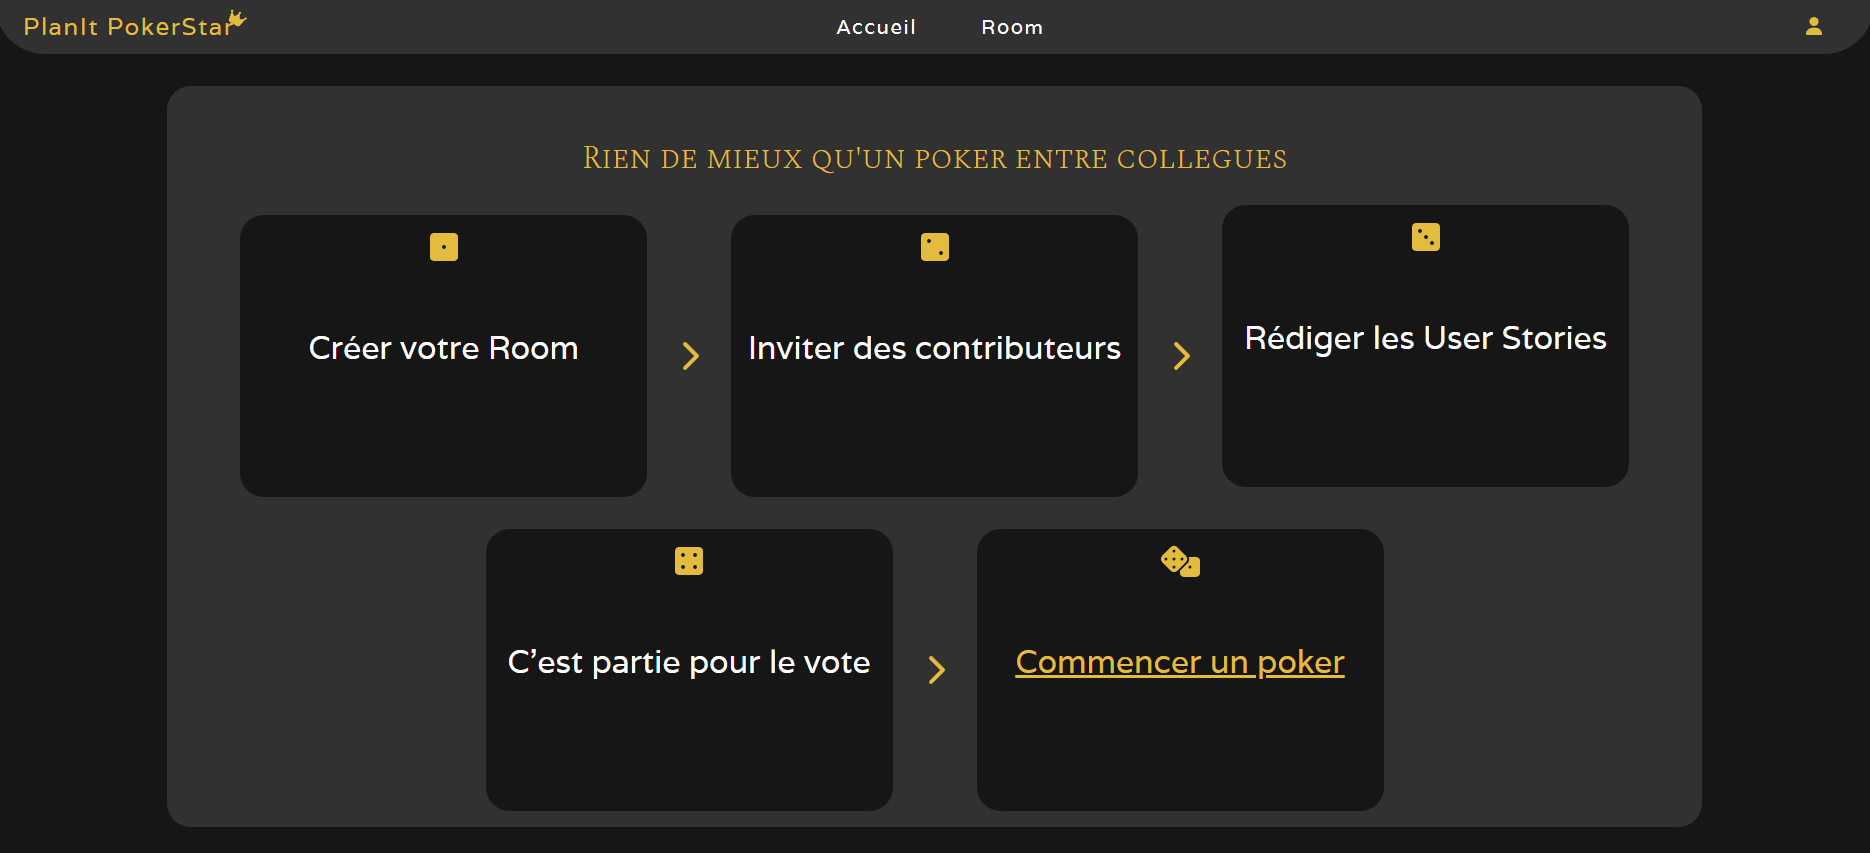 PlanIt PokerStar
Accueil
Room
Rien de mieux qu'un poker entre collegues
Créer votre Room
Inviter des contributeurs
Rédiger les User Stories
C’est partie pour le vote
Commencer un poker